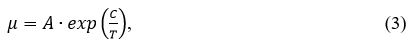 μ = A · exp (C/T), (3)